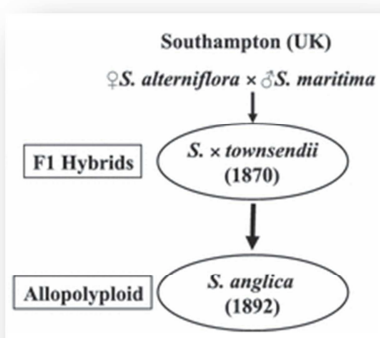 Southampton (UK)
♀S. alterniflora × ♂S. maritima
F1 Hybrids
S. × townsendii
(1870)
Allopolyploid
S. anglica
(1892)